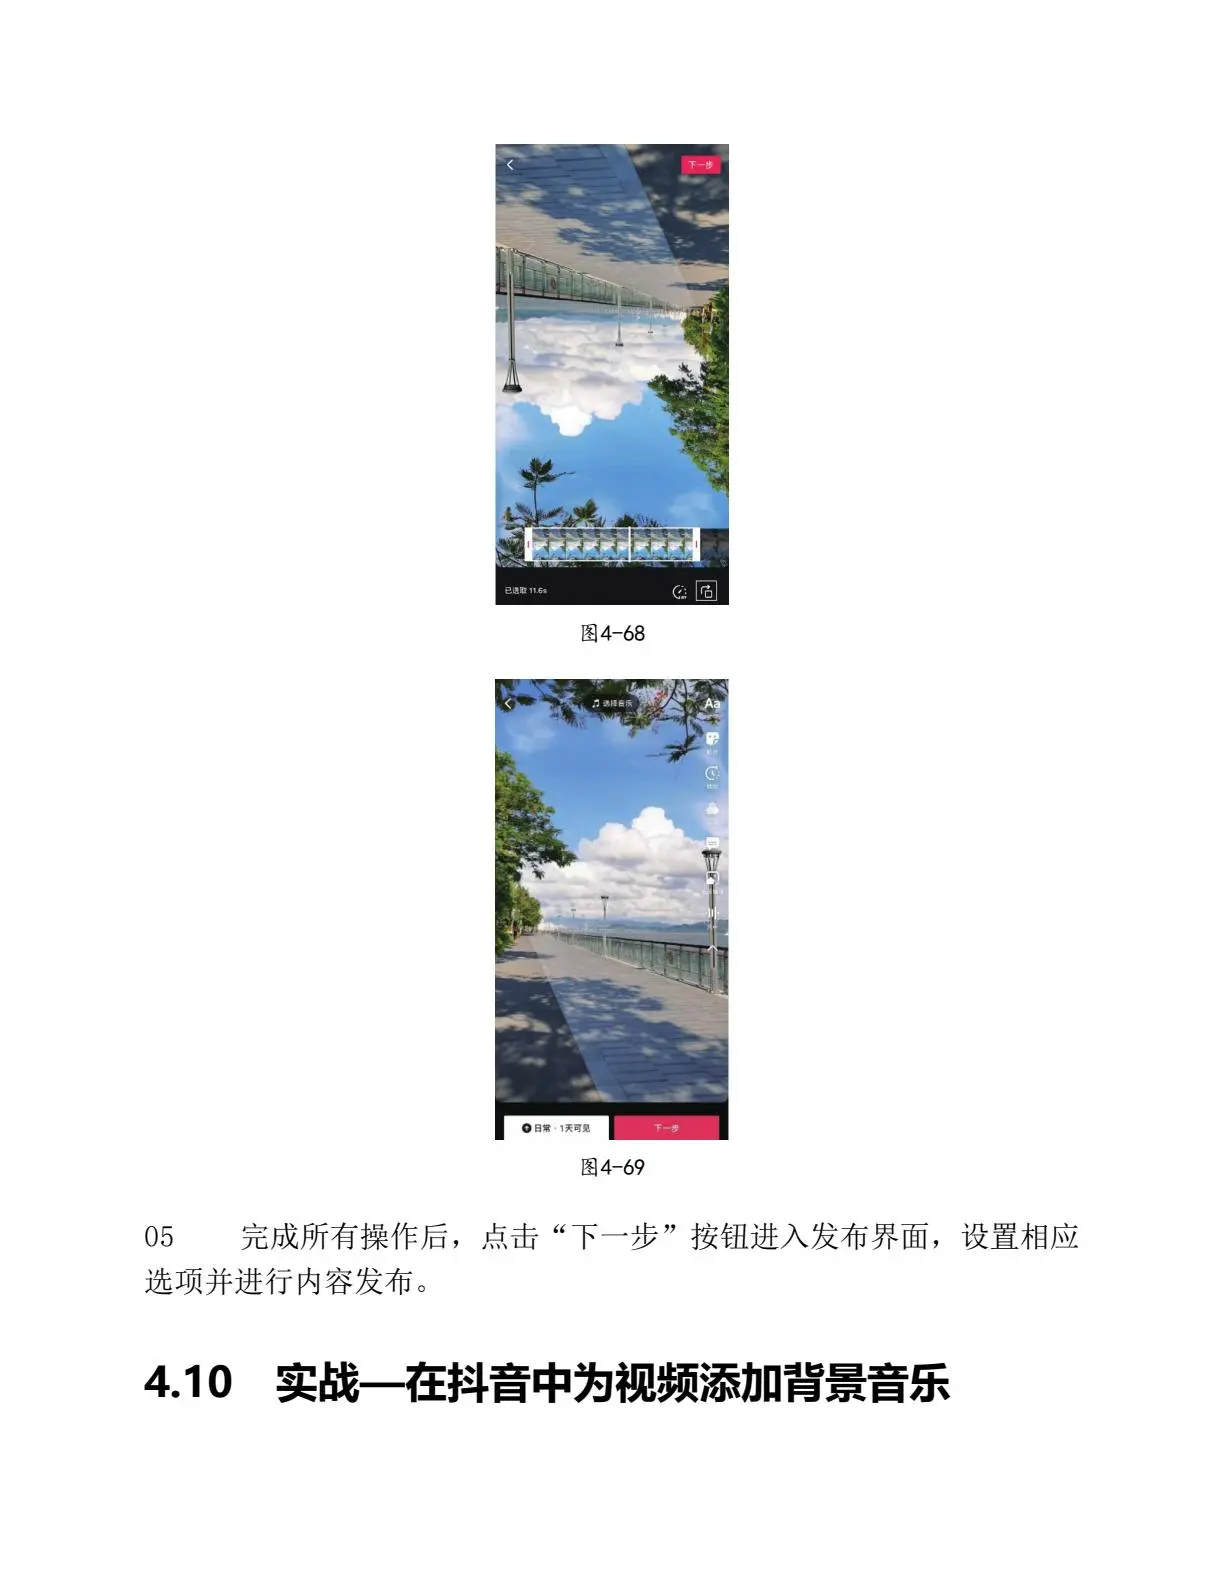 下一步
已选取 11.6s
图4-68
选择音乐
Aa
日常 · 1天可见
下一步
图4-69
05 完成所有操作后，点击“下一步”按钮进入发布界面，设置相应
选项并进行内容发布。
4.10 实战—在抖音中为视频添加背景音乐